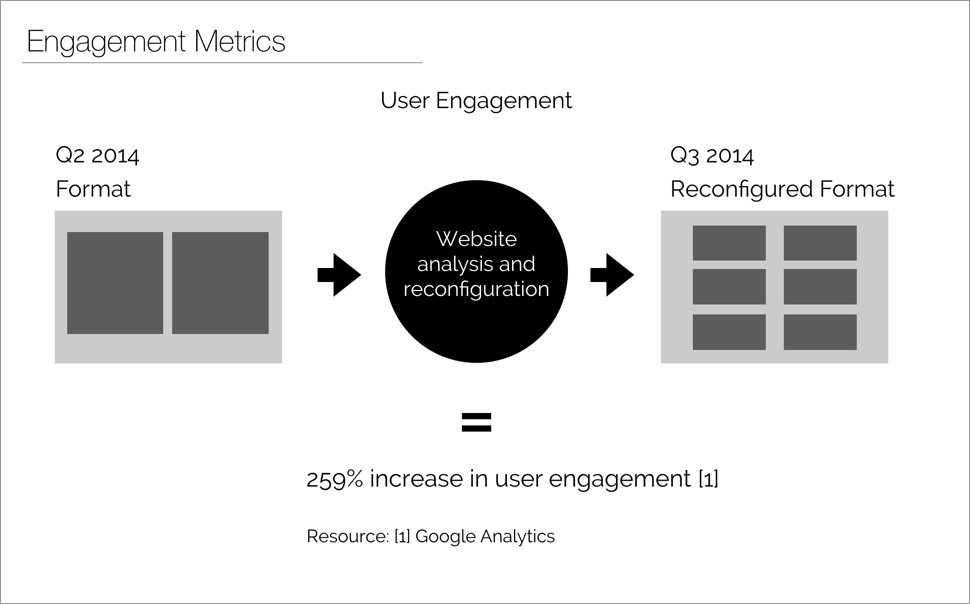 Engagement Metrics
User Engagement
Q2 2014
Format
Website
analysis and
reconfiguration
Q3 2014
Reconfigured Format
=
259% increase in user engagement [1]
Resource: [1] Google Analytics